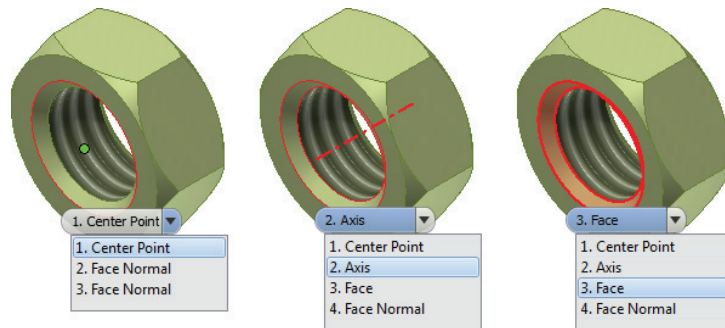 1. Center Point
1. Center Point
2. Face Normal
3. Face Normal
2. Axis
1. Center Point
2. Axis
3. Face
4. Face Normal
3. Face
1. Center Point
2. Axis
3. Face
4. Face Normal